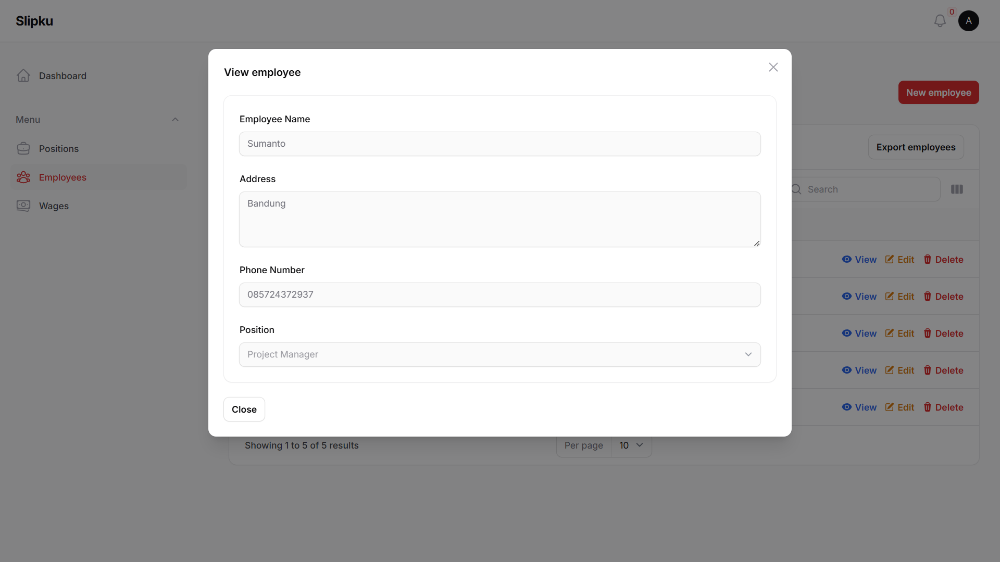 Slipku
0
A
Dashboard
Menu
Positions
Employees
Wages
New employee
Export employees
Search
View employee
Employee Name
Sumanto
Address
Bandung
Phone Number
085724372937
Position
Project Manager
Close
View Edit Delete
View Edit Delete
View Edit Delete
View Edit Delete
View Edit Delete
Showing 1 to 5 of 5 results
Per page 10